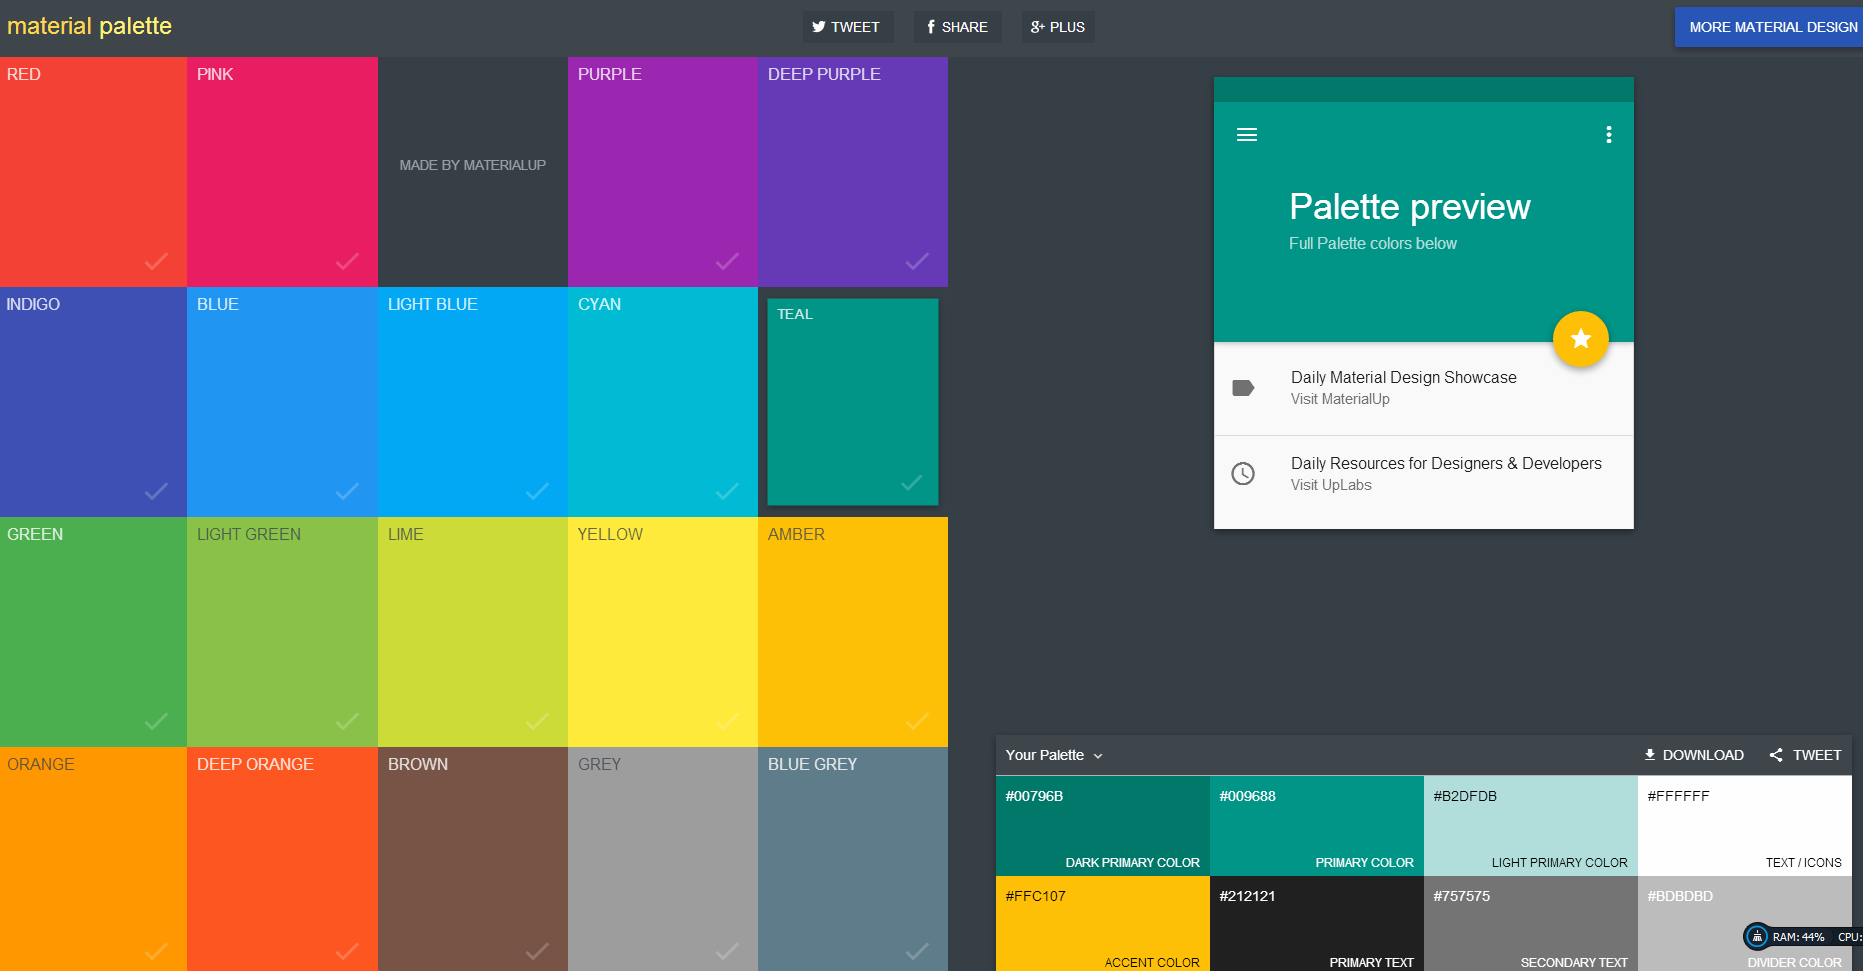 material palette
TWEET
SHARE
g+ PLUS
MORE MATERIAL DESIGN
RED
PINK
MADE BY MATERIALUP
PURPLE
DEEP PURPLE
INDIGO
BLUE
LIGHT BLUE
CYAN
TEAL
GREEN
LIGHT GREEN
LIME
YELLOW
AMBER
ORANGE
DEEP ORANGE
BROWN
GREY
BLUE GREY
Palette preview
Full Palette colors below
Daily Material Design Showcase
Visit MaterialUp
Daily Resources for Designers & Developers
Visit UpLabs
Your Palette
DOWNLOAD
TWEET
#00796B
DARK PRIMARY COLOR
#009688
PRIMARY COLOR
#B2DFDB
LIGHT PRIMARY COLOR
#FFFFFF
TEXT / ICONS
#FFC107
ACCENT COLOR
#212121
PRIMARY TEXT
#757575
SECONDARY TEXT
#BDBDBD
DIVIDER COLOR
RAM: 44% CPU: